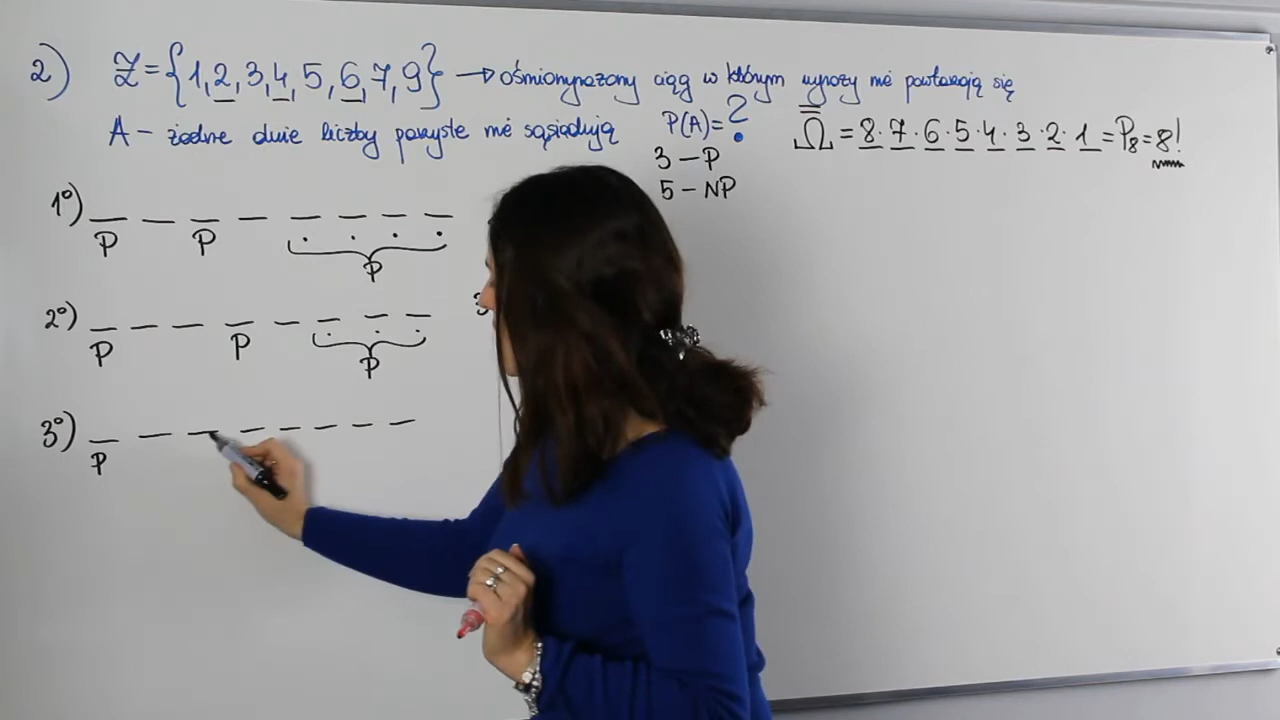 2) Z={1,2,3,4,5,6,7,9} → ośmiowyrazowy ciąg w którym wyrazy nie powtarzają się
A - żadne dwie liczby parzyste nie sąsiadują P(A)=?
Ω = 8·7·6·5·4·3·2·1=P₈=8!
3-P
5-NP
1°) _ _ _ _ _ _ _ _
P P P
2°) _ _ _ _ _ _ _ _
P P P
3°) _ _ _ _ _ _ _ _
P